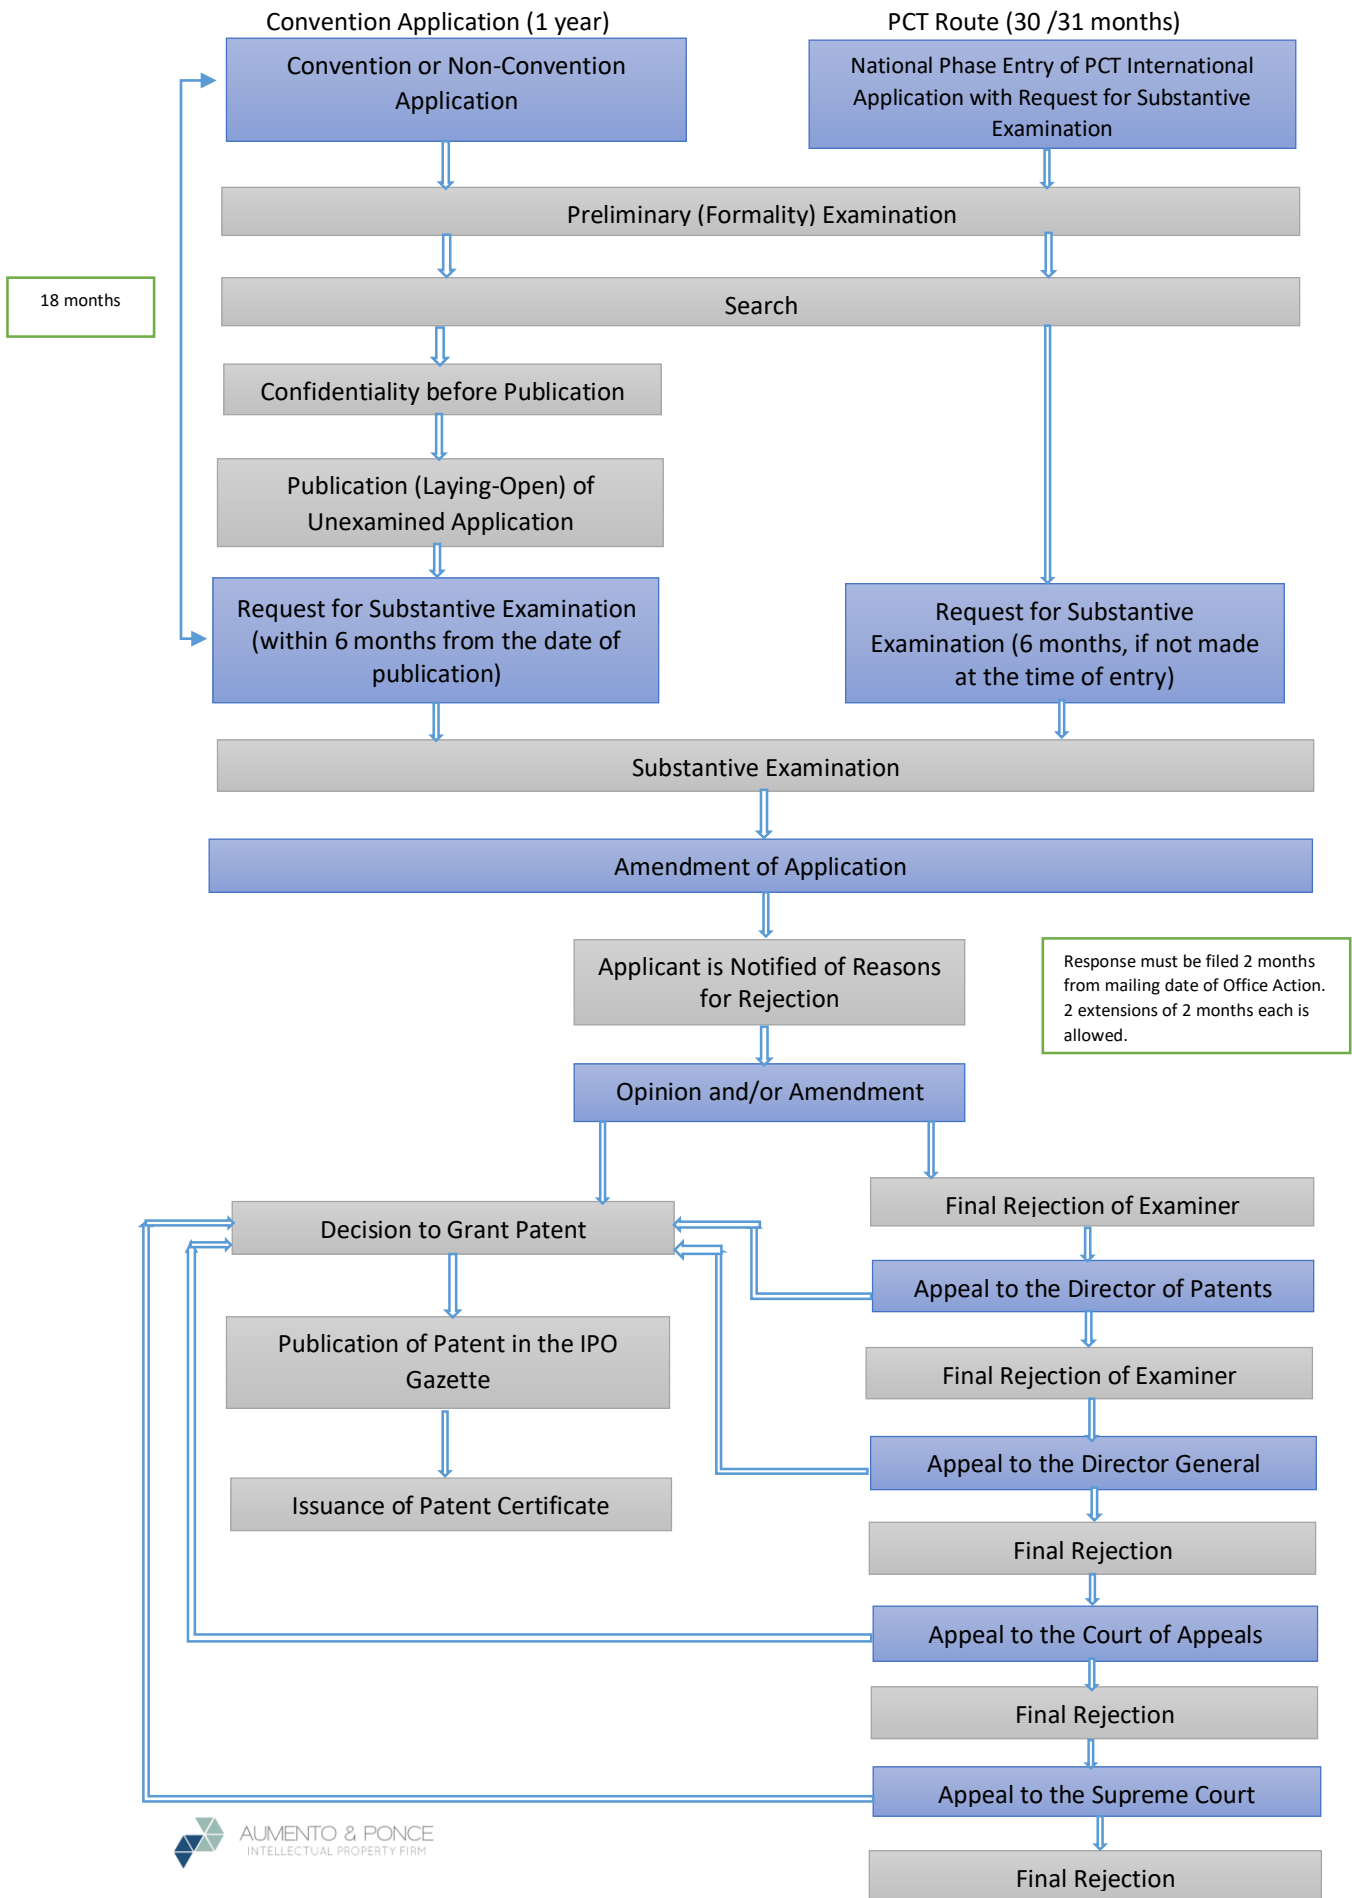 Convention Application (1 year)
PCT Route (30 /31 months)
Convention or Non-Convention
Application
National Phase Entry of PCT International
Application with Request for Substantive
Examination
Preliminary (Formality) Examination
18 months
Search
Confidentiality before Publication
Publication (Laying-Open) of
Unexamined Application
Request for Substantive Examination
(within 6 months from the date of
publication)
Request for Substantive
Examination (6 months, if not made
at the time of entry)
Substantive Examination
Amendment of Application
Applicant is Notified of Reasons
for Rejection
Response must be filed 2 months
from mailing date of Office Action.
2 extensions of 2 months each is
allowed.
Opinion and/or Amendment
Decision to Grant Patent
Final Rejection of Examiner
Appeal to the Director of Patents
Publication of Patent in the IPO
Gazette
Final Rejection of Examiner
Appeal to the Director General
Issuance of Patent Certificate
Final Rejection
Appeal to the Court of Appeals
Final Rejection
Appeal to the Supreme Court
AUMENTO & PONCE
INTELLECTUAL PROPERTY FIRM
Final Rejection